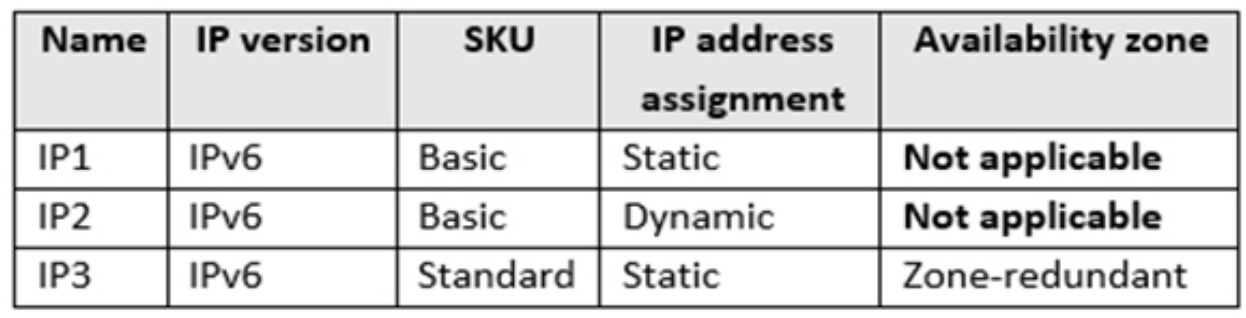 Name IP version SKU IP address assignment Availability zone
IP1 IPv6 Basic Static Not applicable
IP2 IPv6 Basic Dynamic Not applicable
IP3 IPv6 Standard Static Zone-redundant